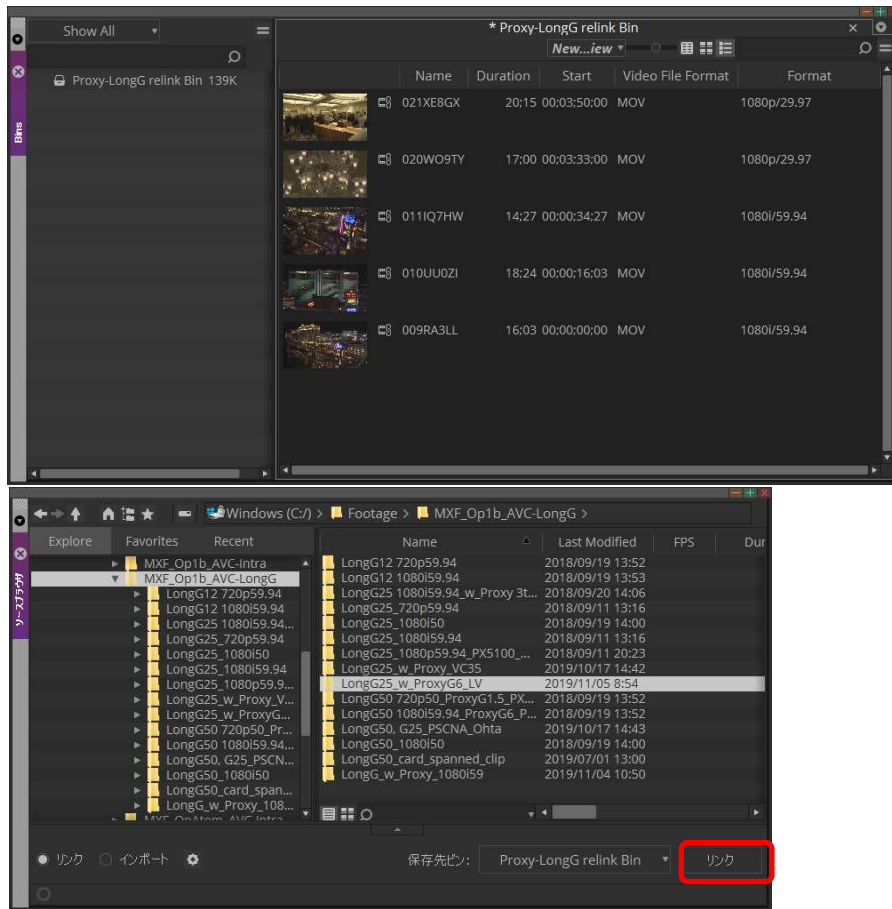 Show All
* Proxy-LongG relink Bin
New...iew
Proxy-LongG relink Bin 139K
Bins
Name Duration Start Video File Format Format
021XE8GX 20;15 00;03;50;00 MOV 1080p/29.97
020WO9TY 17;00 00;03;33;00 MOV 1080p/29.97
011IQ7HW 14;27 00;00;34;27 MOV 1080i/59.94
010UU0ZI 18;24 00;00;16;03 MOV 1080i/59.94
009RA3LL 16;03 00;00;00;00 MOV 1080i/59.94
Windows (C:/) > Footage > MXF_Op1b_AVC-LongG >
ソースブラウザ
Explore Favorites Recent
MXF_Op1b_AVC-Intra
MXF_Op1b_AVC-LongG
LongG12 720p59.94
LongG12 1080i59.94
LongG25 1080i59.94...
LongG25_720p59.94
LongG25_1080i50
LongG25_1080i59.94
LongG25_1080p59.9...
LongG25_w_Proxy_V...
LongG25_w_ProxyG...
LongG50 720p50_Pr...
LongG50 1080i59.94...
LongG50, G25_PSCN...
LongG50_1080i50
LongG50_card_span...
LongG_w_Proxy_108...
MXF_OpAtom_AVC-Intra
Name Last Modified FPS Dur
LongG12 720p59.94 2018/09/19 13:52
LongG12 1080i59.94 2018/09/19 13:53
LongG25 1080i59.94_w_Proxy 3t... 2018/09/20 14:06
LongG25_720p59.94 2018/09/11 13:16
LongG25_1080i50 2018/09/19 14:00
LongG25_1080i59.94 2018/09/11 13:16
LongG25_1080p59.94_PX5100_... 2018/09/11 20:23
LongG25_w_Proxy_VC35 2019/10/17 14:42
LongG25_w_ProxyG6_LV 2019/11/05 8:54
LongG50 720p50_ProxyG1.5_PX... 2018/09/19 13:52
LongG50 1080i59.94_ProxyG6_P... 2018/09/19 13:52
LongG50, G25_PSCNA_Ohta 2019/10/17 14:43
LongG50_1080i50 2018/09/19 14:00
LongG50_card_spanned_clip 2019/07/01 13:00
LongG_w_Proxy_1080i59 2019/11/04 10:50
リンク インポート 保存先ビン: Proxy-LongG relink Bin リンク